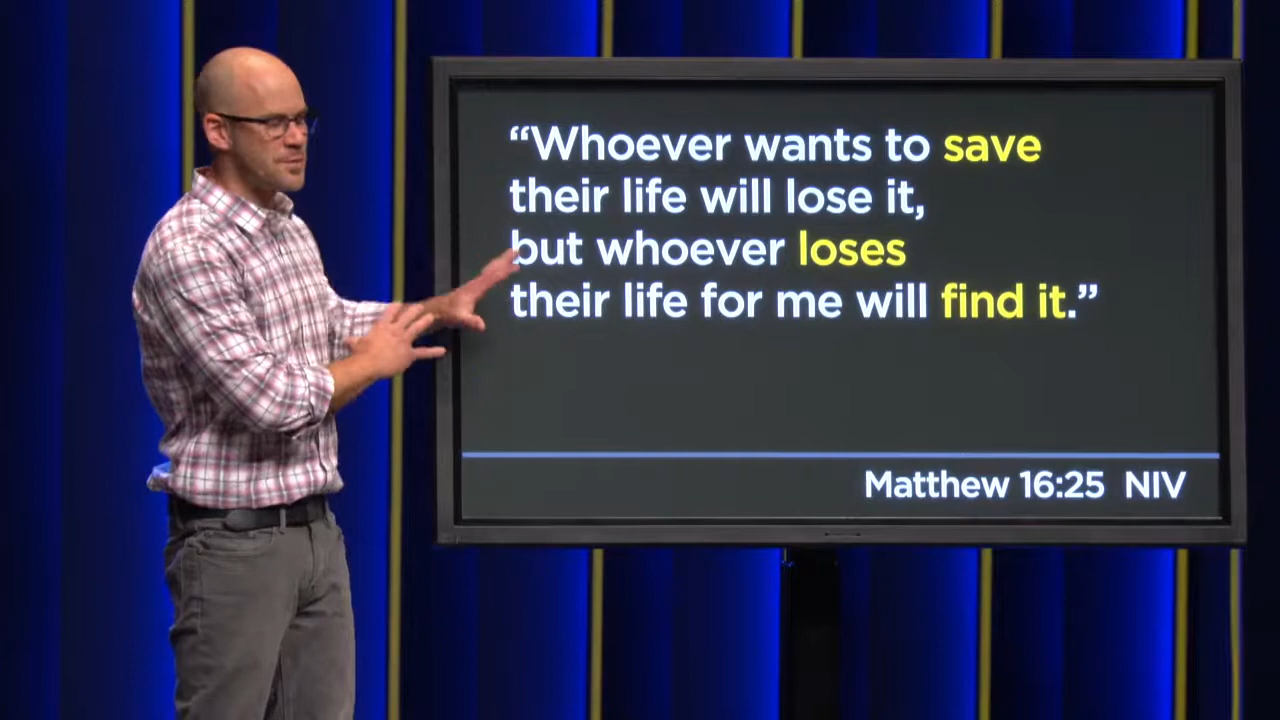 “Whoever wants to save
their life will lose it,
but whoever loses
their life for me will find it.”
Matthew 16:25 NIV